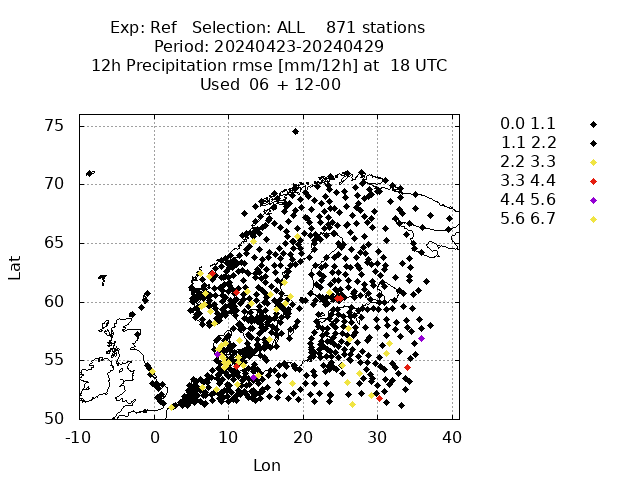 Exp: Ref Selection: ALL 871 stations
Period: 20240423-20240429
12h Precipitation rmse [mm/12h] at 18 UTC
Used 06 + 12-00
75
70
65
60
55
50
Lat
-10 0 10 20 30 40
Lon
0.0 1.1
1.1 2.2
2.2 3.3
3.3 4.4
4.4 5.6
5.6 6.7